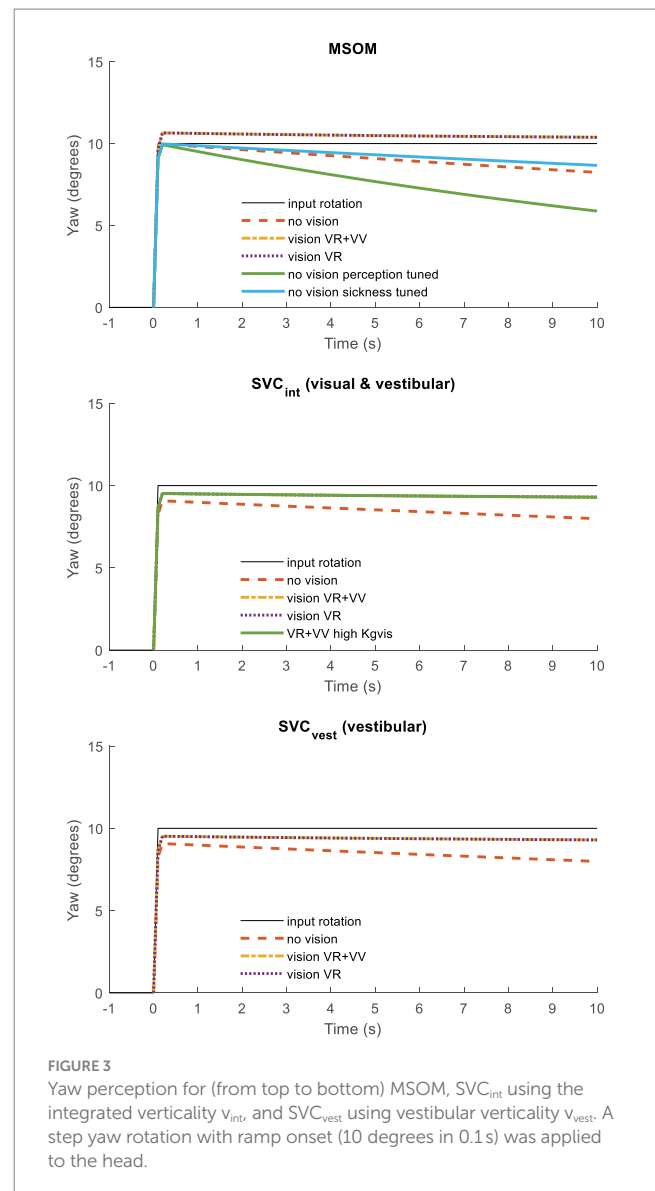 MSOM
15
10
5
0
Yaw (degrees)
input rotation
no vision
vision VR+VV
vision VR
no vision perception tuned
no vision sickness tuned
-1 0 1 2 3 4 5 6 7 8 9 10
Time (s)
SVCint (visual & vestibular)
15
10
5
0
Yaw (degrees)
input rotation
no vision
vision VR+VV
vision VR
VR+VV high Kgvis
-1 0 1 2 3 4 5 6 7 8 9 10
Time (s)
SVCvest (vestibular)
15
10
5
0
Yaw (degrees)
input rotation
no vision
vision VR+VV
vision VR
-1 0 1 2 3 4 5 6 7 8 9 10
Time (s)
FIGURE 3
Yaw perception for (from top to bottom) MSOM, SVCint using the
integrated verticality vint, and SVCvest using vestibular verticality vvest. A
step yaw rotation with ramp onset (10 degrees in 0.1s) was applied
to the head.